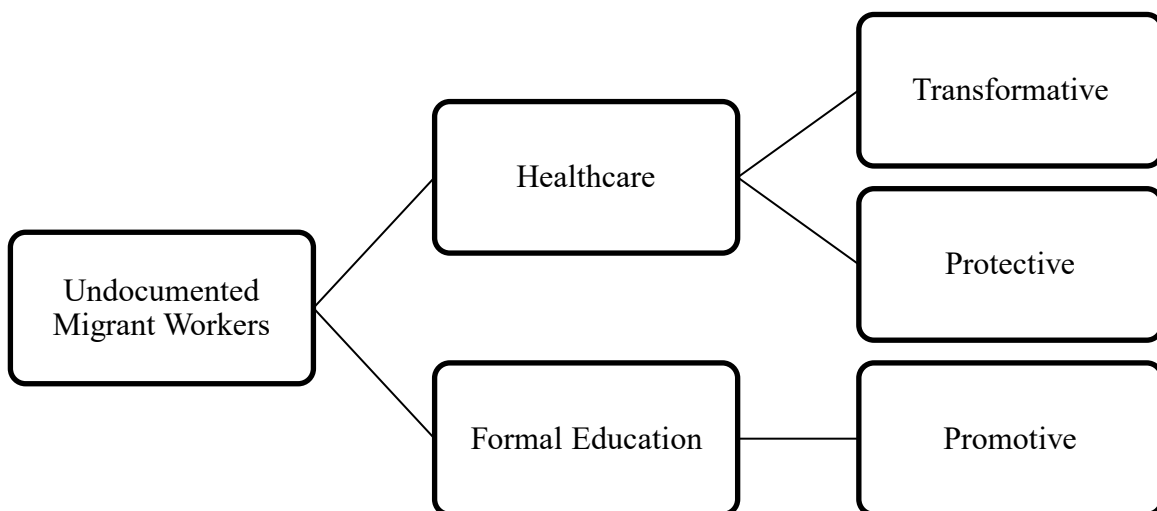 Undocumented
Migrant Workers
Healthcare
Formal Education
Transformative
Protective
Promotive